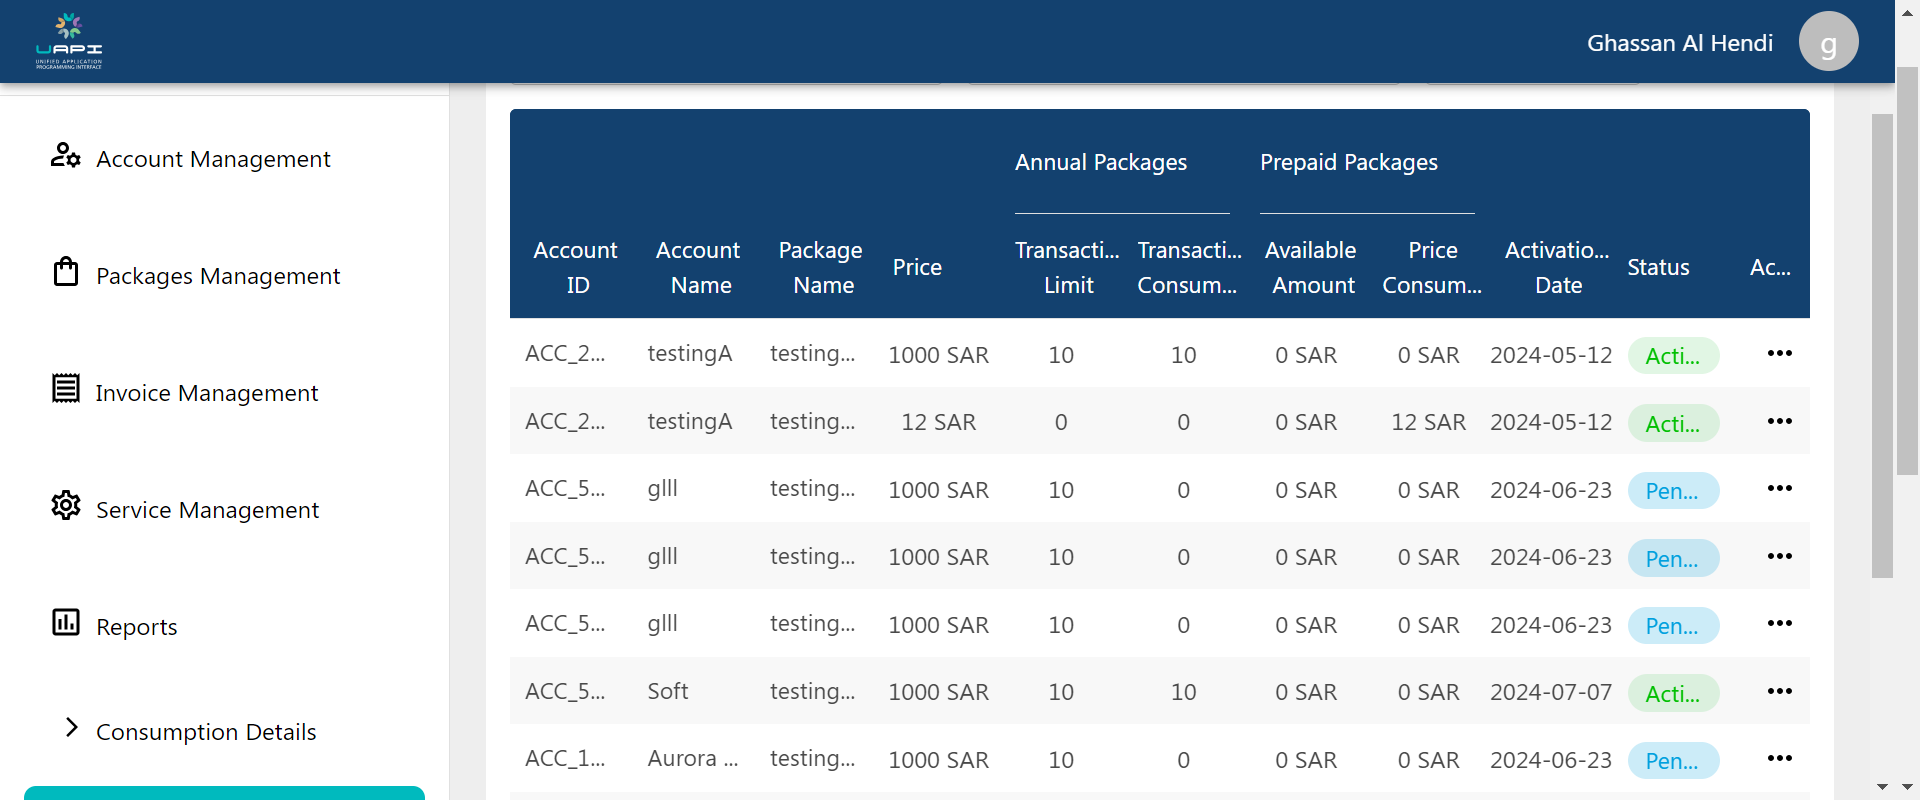 UAPI
UNIFIED APPLICATION
PROGRAMMING INTERFACE
Ghassan Al Hendi
g
Account Management
Packages Management
Invoice Management
Service Management
Reports
Consumption Details
Annual Packages Prepaid Packages
Account ID Account Name Package Name Price Transacti... Limit Transacti... Consum... Available Amount Price Consum... Activatio... Date Status Ac...
ACC_2... testingA testing... 1000 SAR 10 10 0 SAR 0 SAR 2024-05-12 Acti...
ACC_2... testingA testing... 12 SAR 0 0 0 SAR 12 SAR 2024-05-12 Acti...
ACC_5... glll testing... 1000 SAR 10 0 0 SAR 0 SAR 2024-06-23 Pen...
ACC_5... glll testing... 1000 SAR 10 0 0 SAR 0 SAR 2024-06-23 Pen...
ACC_5... glll testing... 1000 SAR 10 0 0 SAR 0 SAR 2024-06-23 Pen...
ACC_5... Soft testing... 1000 SAR 10 10 0 SAR 0 SAR 2024-07-07 Acti...
ACC_1... Aurora ... testing... 1000 SAR 10 0 0 SAR 0 SAR 2024-06-23 Pen...